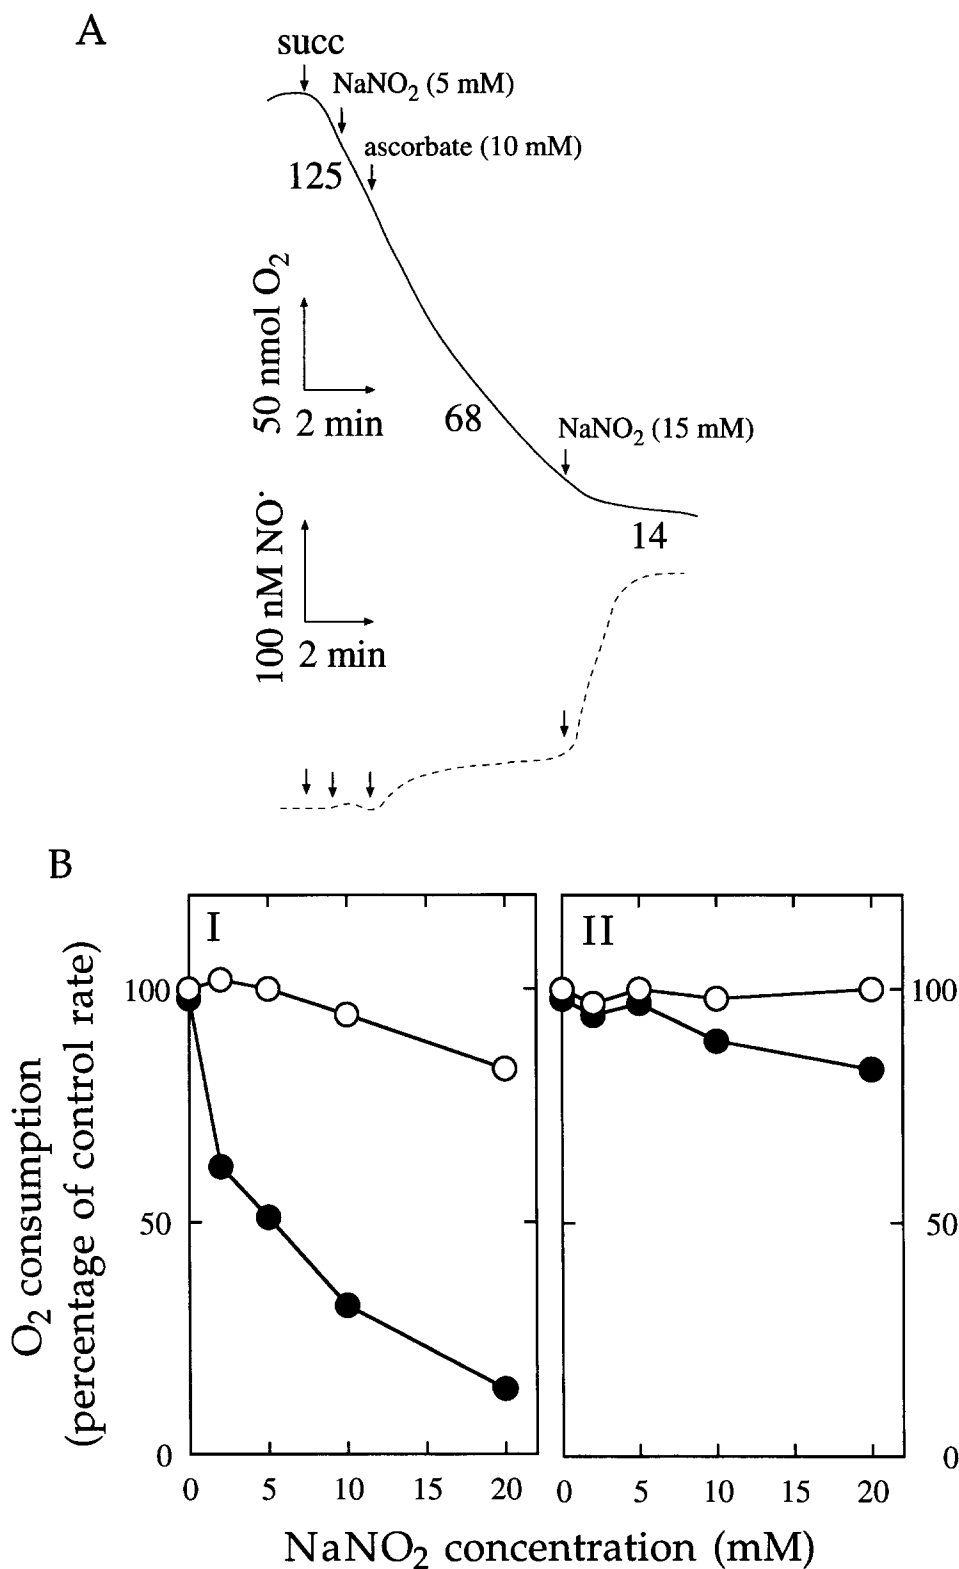 A
succ
NaNO₂ (5 mM)
ascorbate (10 mM)
125
50 nmol O₂
2 min
68
NaNO₂ (15 mM)
14
100 nM NO·
2 min
B
I
II
100
50
0
100
50
0
0 5 10 15 20
0 5 10 15 20
O₂ consumption
(percentage of control rate)
NaNO₂ concentration (mM)